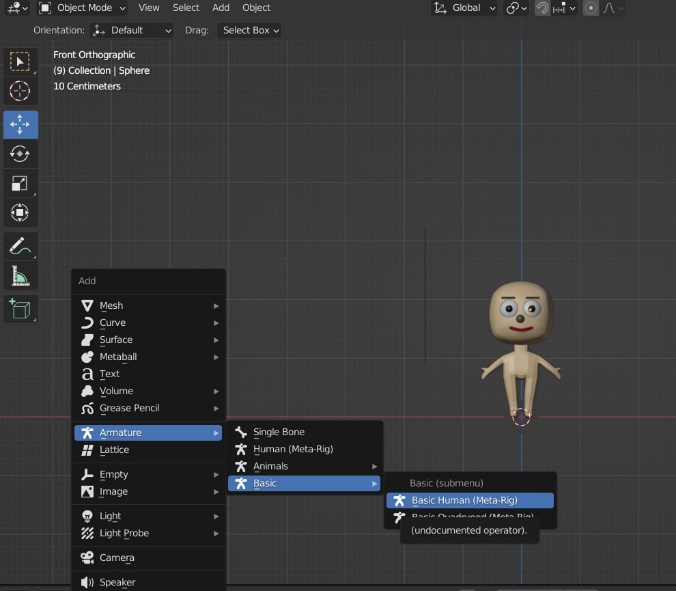 Object Mode View Select Add Object Global
Orientation: Default Drag: Select Box
Front Orthographic
(9) Collection | Sphere
10 Centimeters
Add
Mesh
Curve
Surface
Metaball
Text
Volume
Grease Pencil
Armature
Lattice
Empty
Image
Light
Light Probe
Camera
Speaker
Single Bone
Human (Meta-Rig)
Animals
Basic
Basic (submenu)
Basic Human (Meta-Rig)
Basic Quadruped (Meta-Rig)
(undocumented operator).